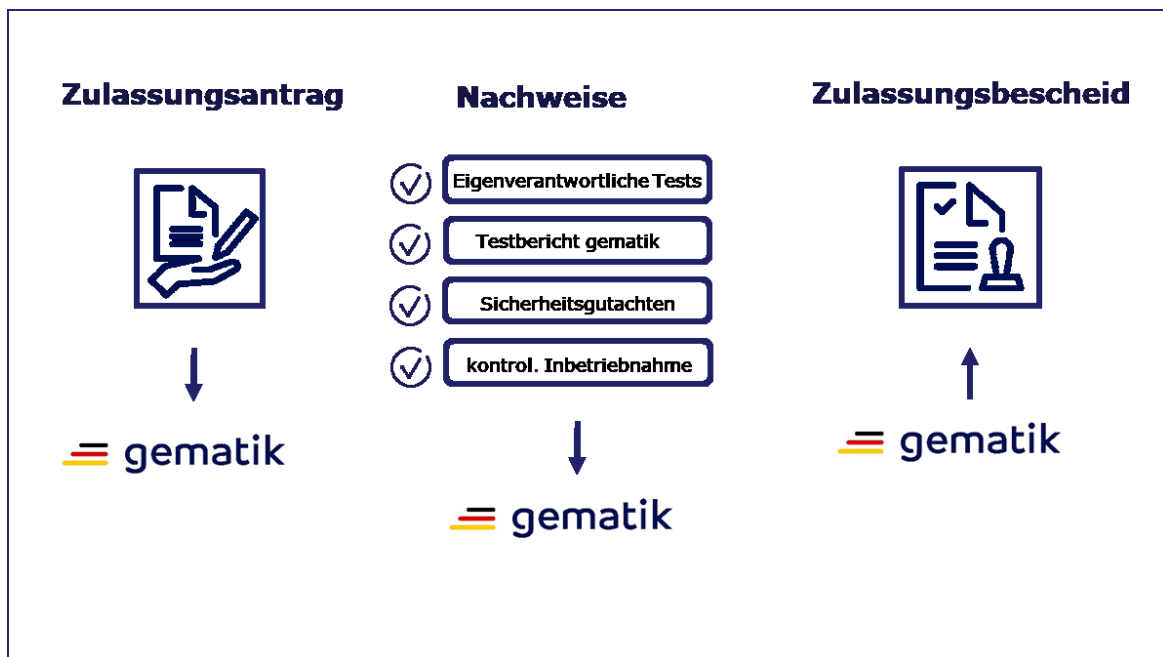 Zulassungsantrag
gematik
Nachweise
Eigenverantwortliche Tests
Testbericht gematik
Sicherheitsgutachten
kontrol. Inbetriebnahme
gematik
Zulassungsbescheid
gematik